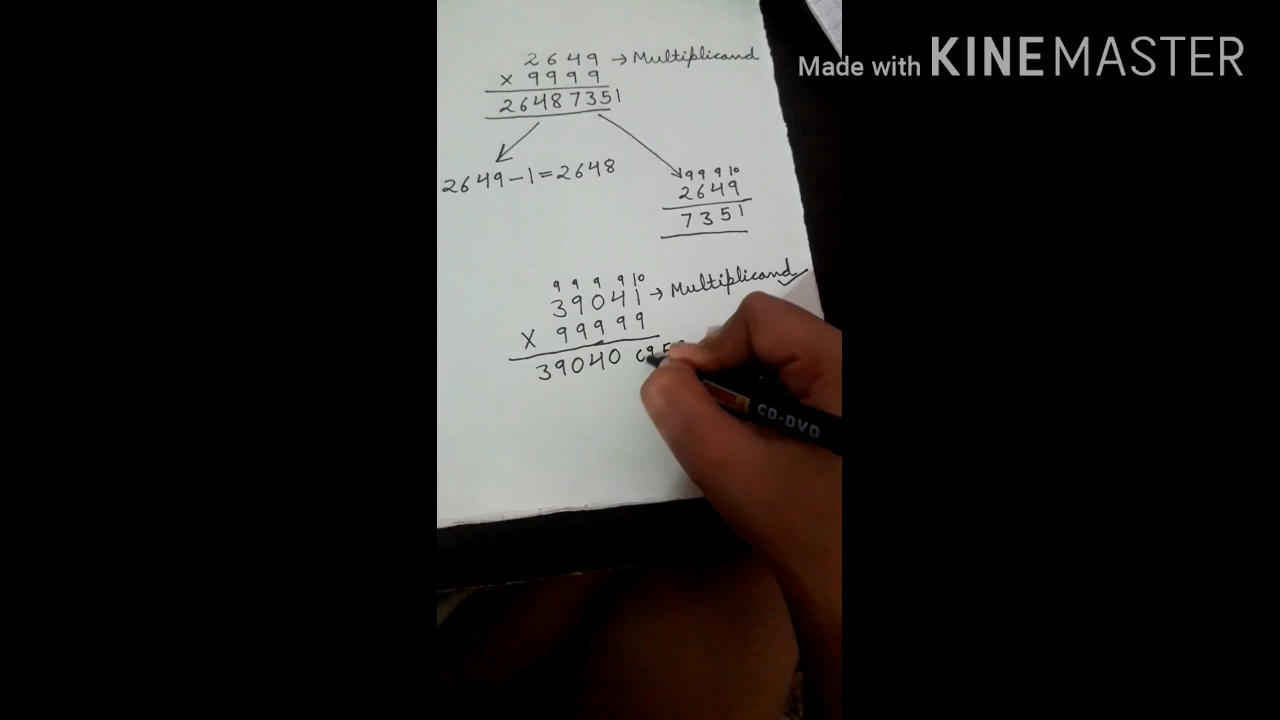 Made with KINEMASTER
2649 → Multiplicand
× 9999
26487351
2649-1=2648
9 9 9 10
2649
7351
9 9 9 9 10
39041 → Multiplicand
× 99999
39040 095
CD-DVD